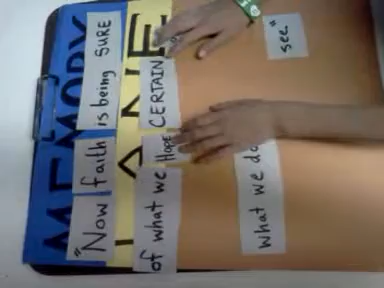 MEMORY
LANE
"Now faith is being SURE
of what we Hope CERTAIN
what we do see."